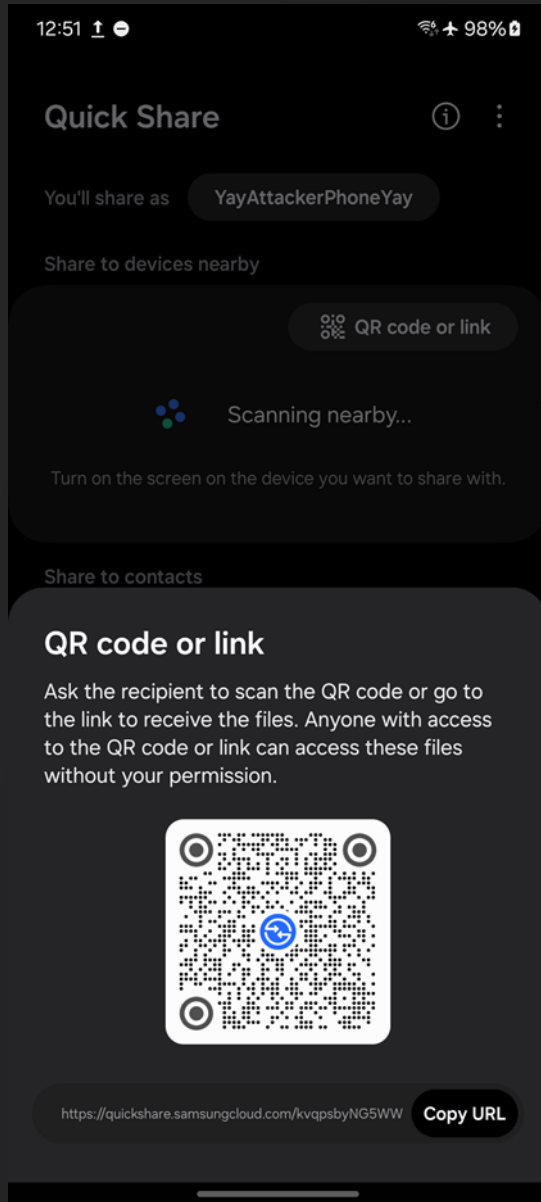 12:51 98%
Quick Share
You'll share as YayAttackerPhoneYay
Share to devices nearby
QR code or link
Scanning nearby...
Turn on the screen on the device you want to share with.
Share to contacts
QR code or link
Ask the recipient to scan the QR code or go to
the link to receive the files. Anyone with access
to the QR code or link can access these files
without your permission.
https://quickshare.samsungcloud.com/kvqpsbyNG5WW Copy URL